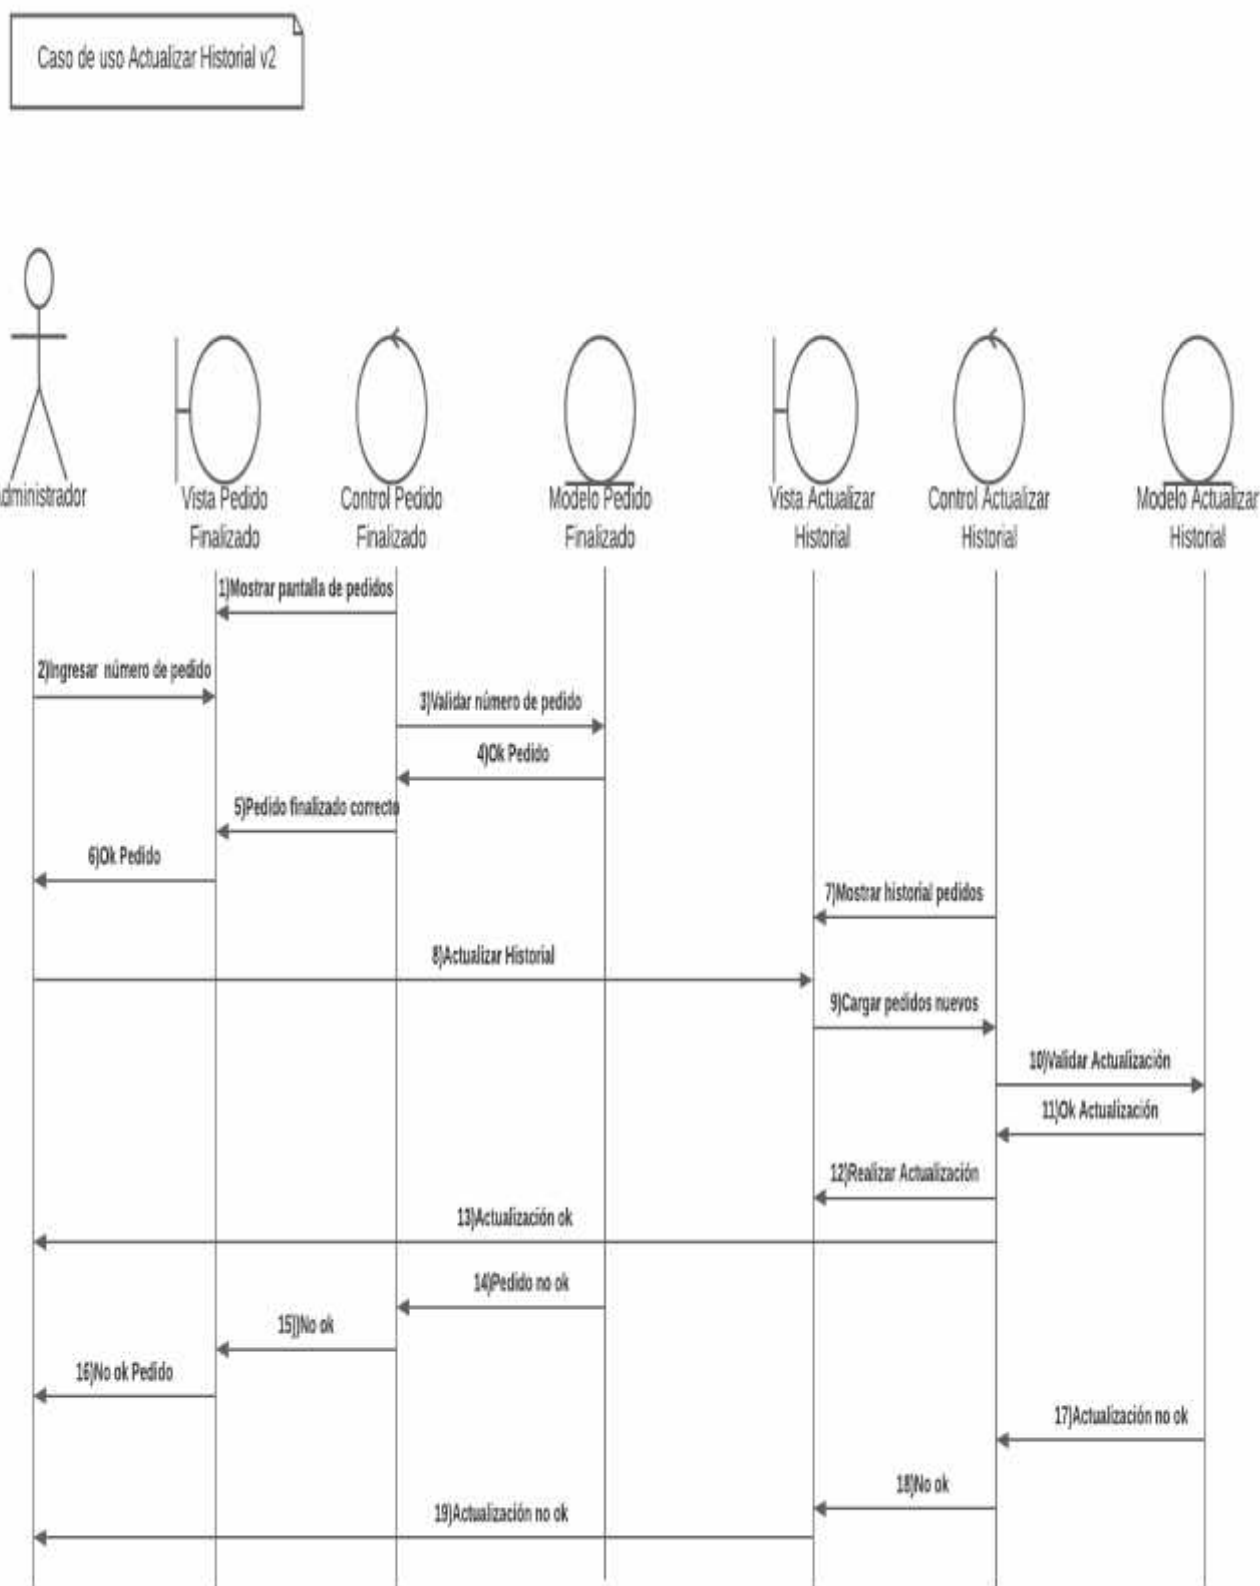 Caso de uso Actualizar Historial v2
dministrador
Vista Pedido
Finalizado
Control Pedido
Finalizado
Modelo Pedido
Finalizado
Vista Actualizar
Historial
Control Actualizar
Historial
Modelo Actualizar
Historial
1)Mostrar pantalla de pedidos
2)Ingresar número de pedido
3)Validar número de pedido
4)Ok Pedido
5)Pedido finalizado correcto
6)Ok Pedido
7)Mostrar historial pedidos
8)Actualizar Historial
9)Cargar pedidos nuevos
10)Validar Actualización
11)Ok Actualización
12)Realizar Actualización
13)Actualización ok
14)Pedido no ok
15))No ok
16)No ok Pedido
17)Actualización no ok
18)No ok
19)Actualización no ok